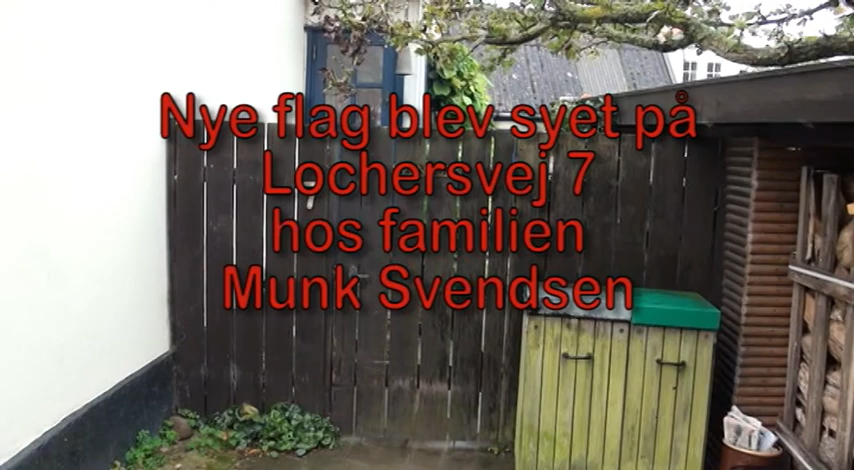 Nye flag blev syet på
Lochersvej 7
hos familien
Munk Svendsen